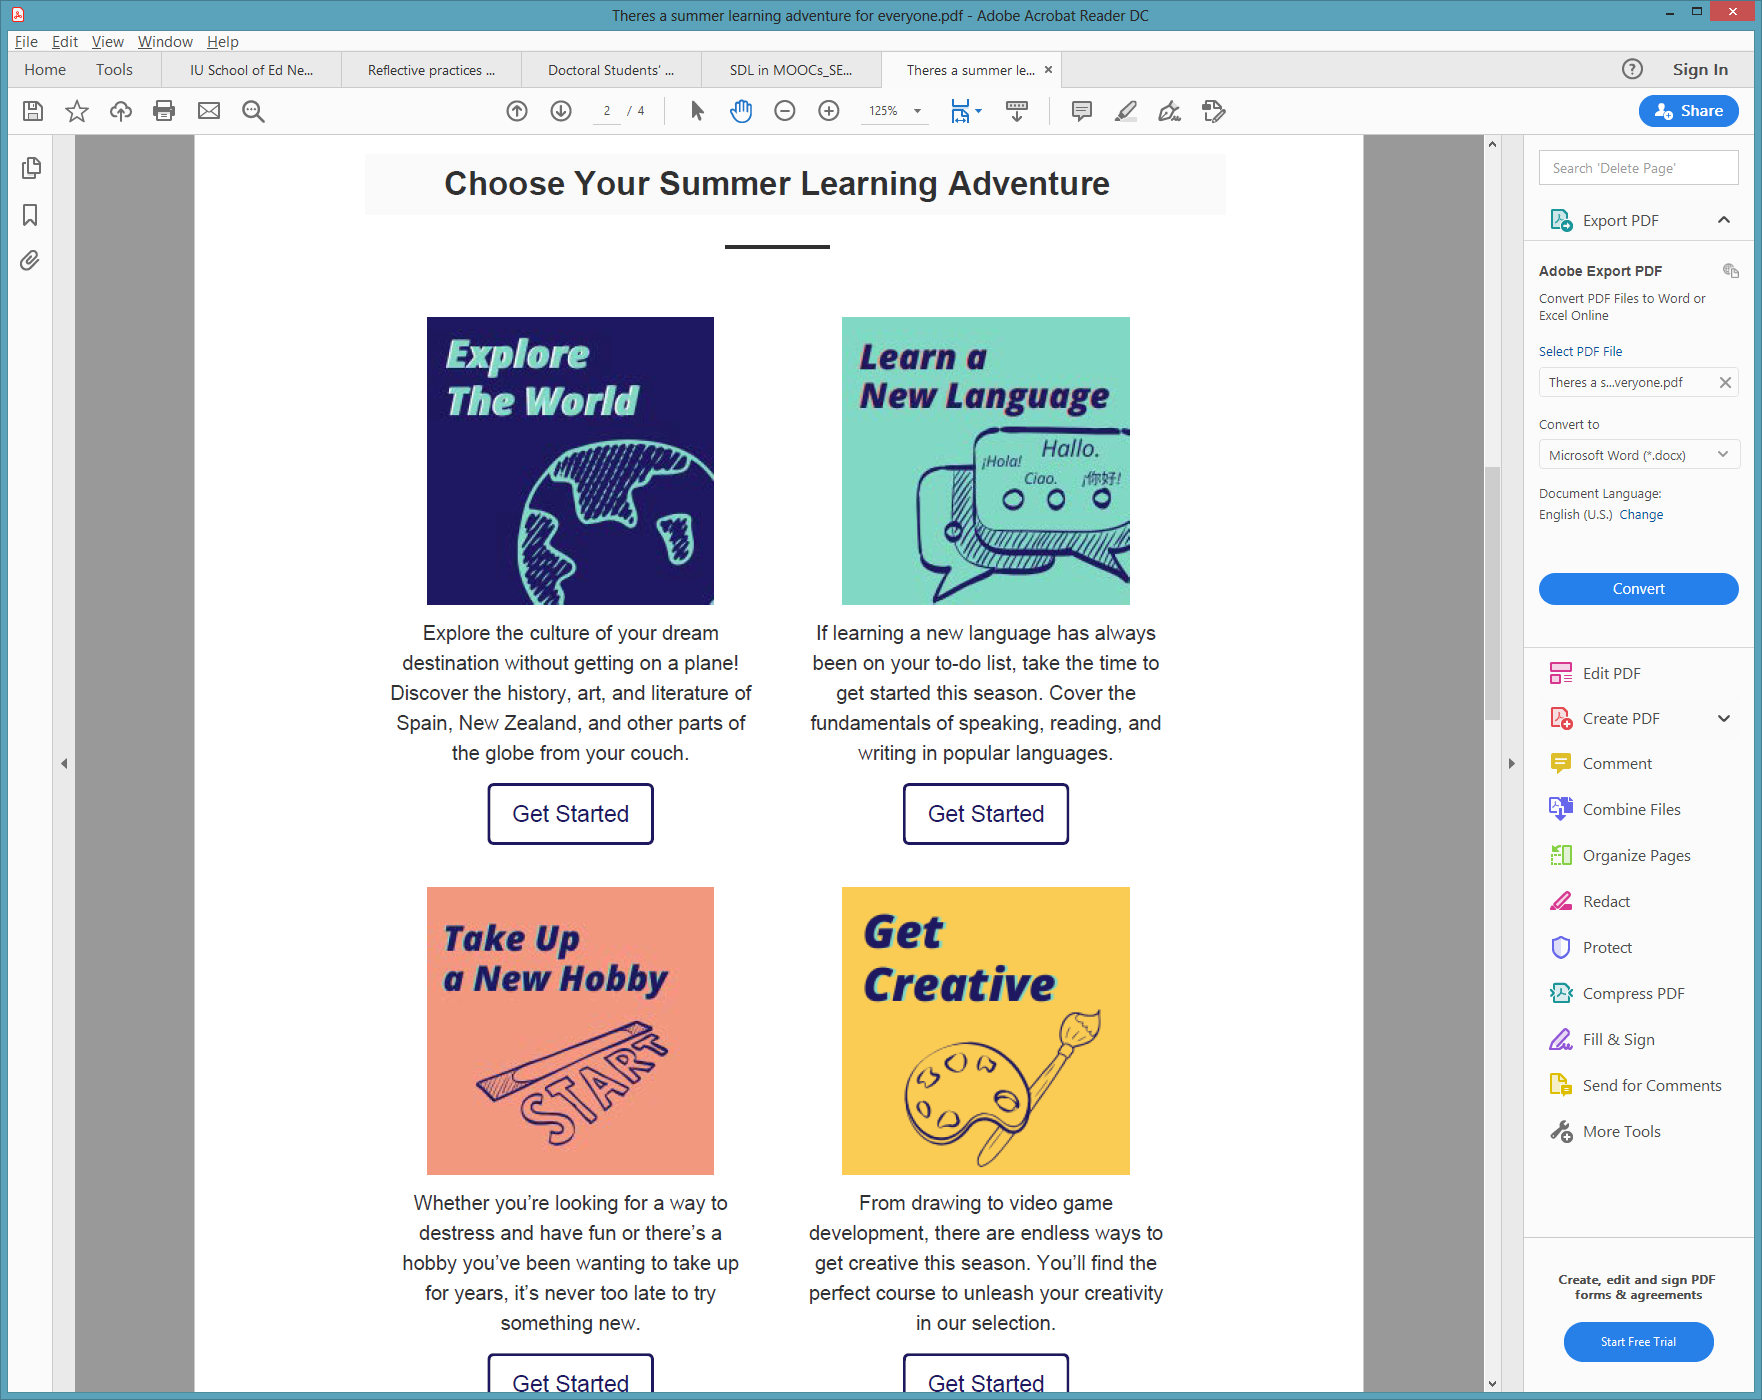 Theres a summer learning adventure for everyone.pdf - Adobe Acrobat Reader DC
File Edit View Window Help
Home Tools IU School of Ed Ne... Reflective practices ... Doctoral Students' ... SDL in MOOCs_SE... Theres a summer le... ×
2 / 4 125% Share
? Sign In
Choose Your Summer Learning Adventure
Explore
The World
Explore the culture of your dream
destination without getting on a plane!
Discover the history, art, and literature of
Spain, New Zealand, and other parts of
the globe from your couch.
Get Started
Learn a
New Language
¡Hola! Hallo.
Ciao. ¡你好!
If learning a new language has always
been on your to-do list, take the time to
get started this season. Cover the
fundamentals of speaking, reading, and
writing in popular languages.
Get Started
Take Up
a New Hobby
START
Whether you're looking for a way to
destress and have fun or there's a
hobby you've been wanting to take up
for years, it's never too late to try
something new.
Get Started
Get
Creative
From drawing to video game
development, there are endless ways to
get creative this season. You'll find the
perfect course to unleash your creativity
in our selection.
Get Started
Search 'Delete Page'
Export PDF
Adobe Export PDF
Convert PDF Files to Word or
Excel Online
Select PDF File
Theres a s...veryone.pdf
Convert to
Microsoft Word (*.docx)
Document Language:
English (U.S.) Change
Convert
Edit PDF
Create PDF
Comment
Combine Files
Organize Pages
Redact
Protect
Compress PDF
Fill & Sign
Send for Comments
More Tools
Create, edit and sign PDF
forms & agreements
Start Free Trial